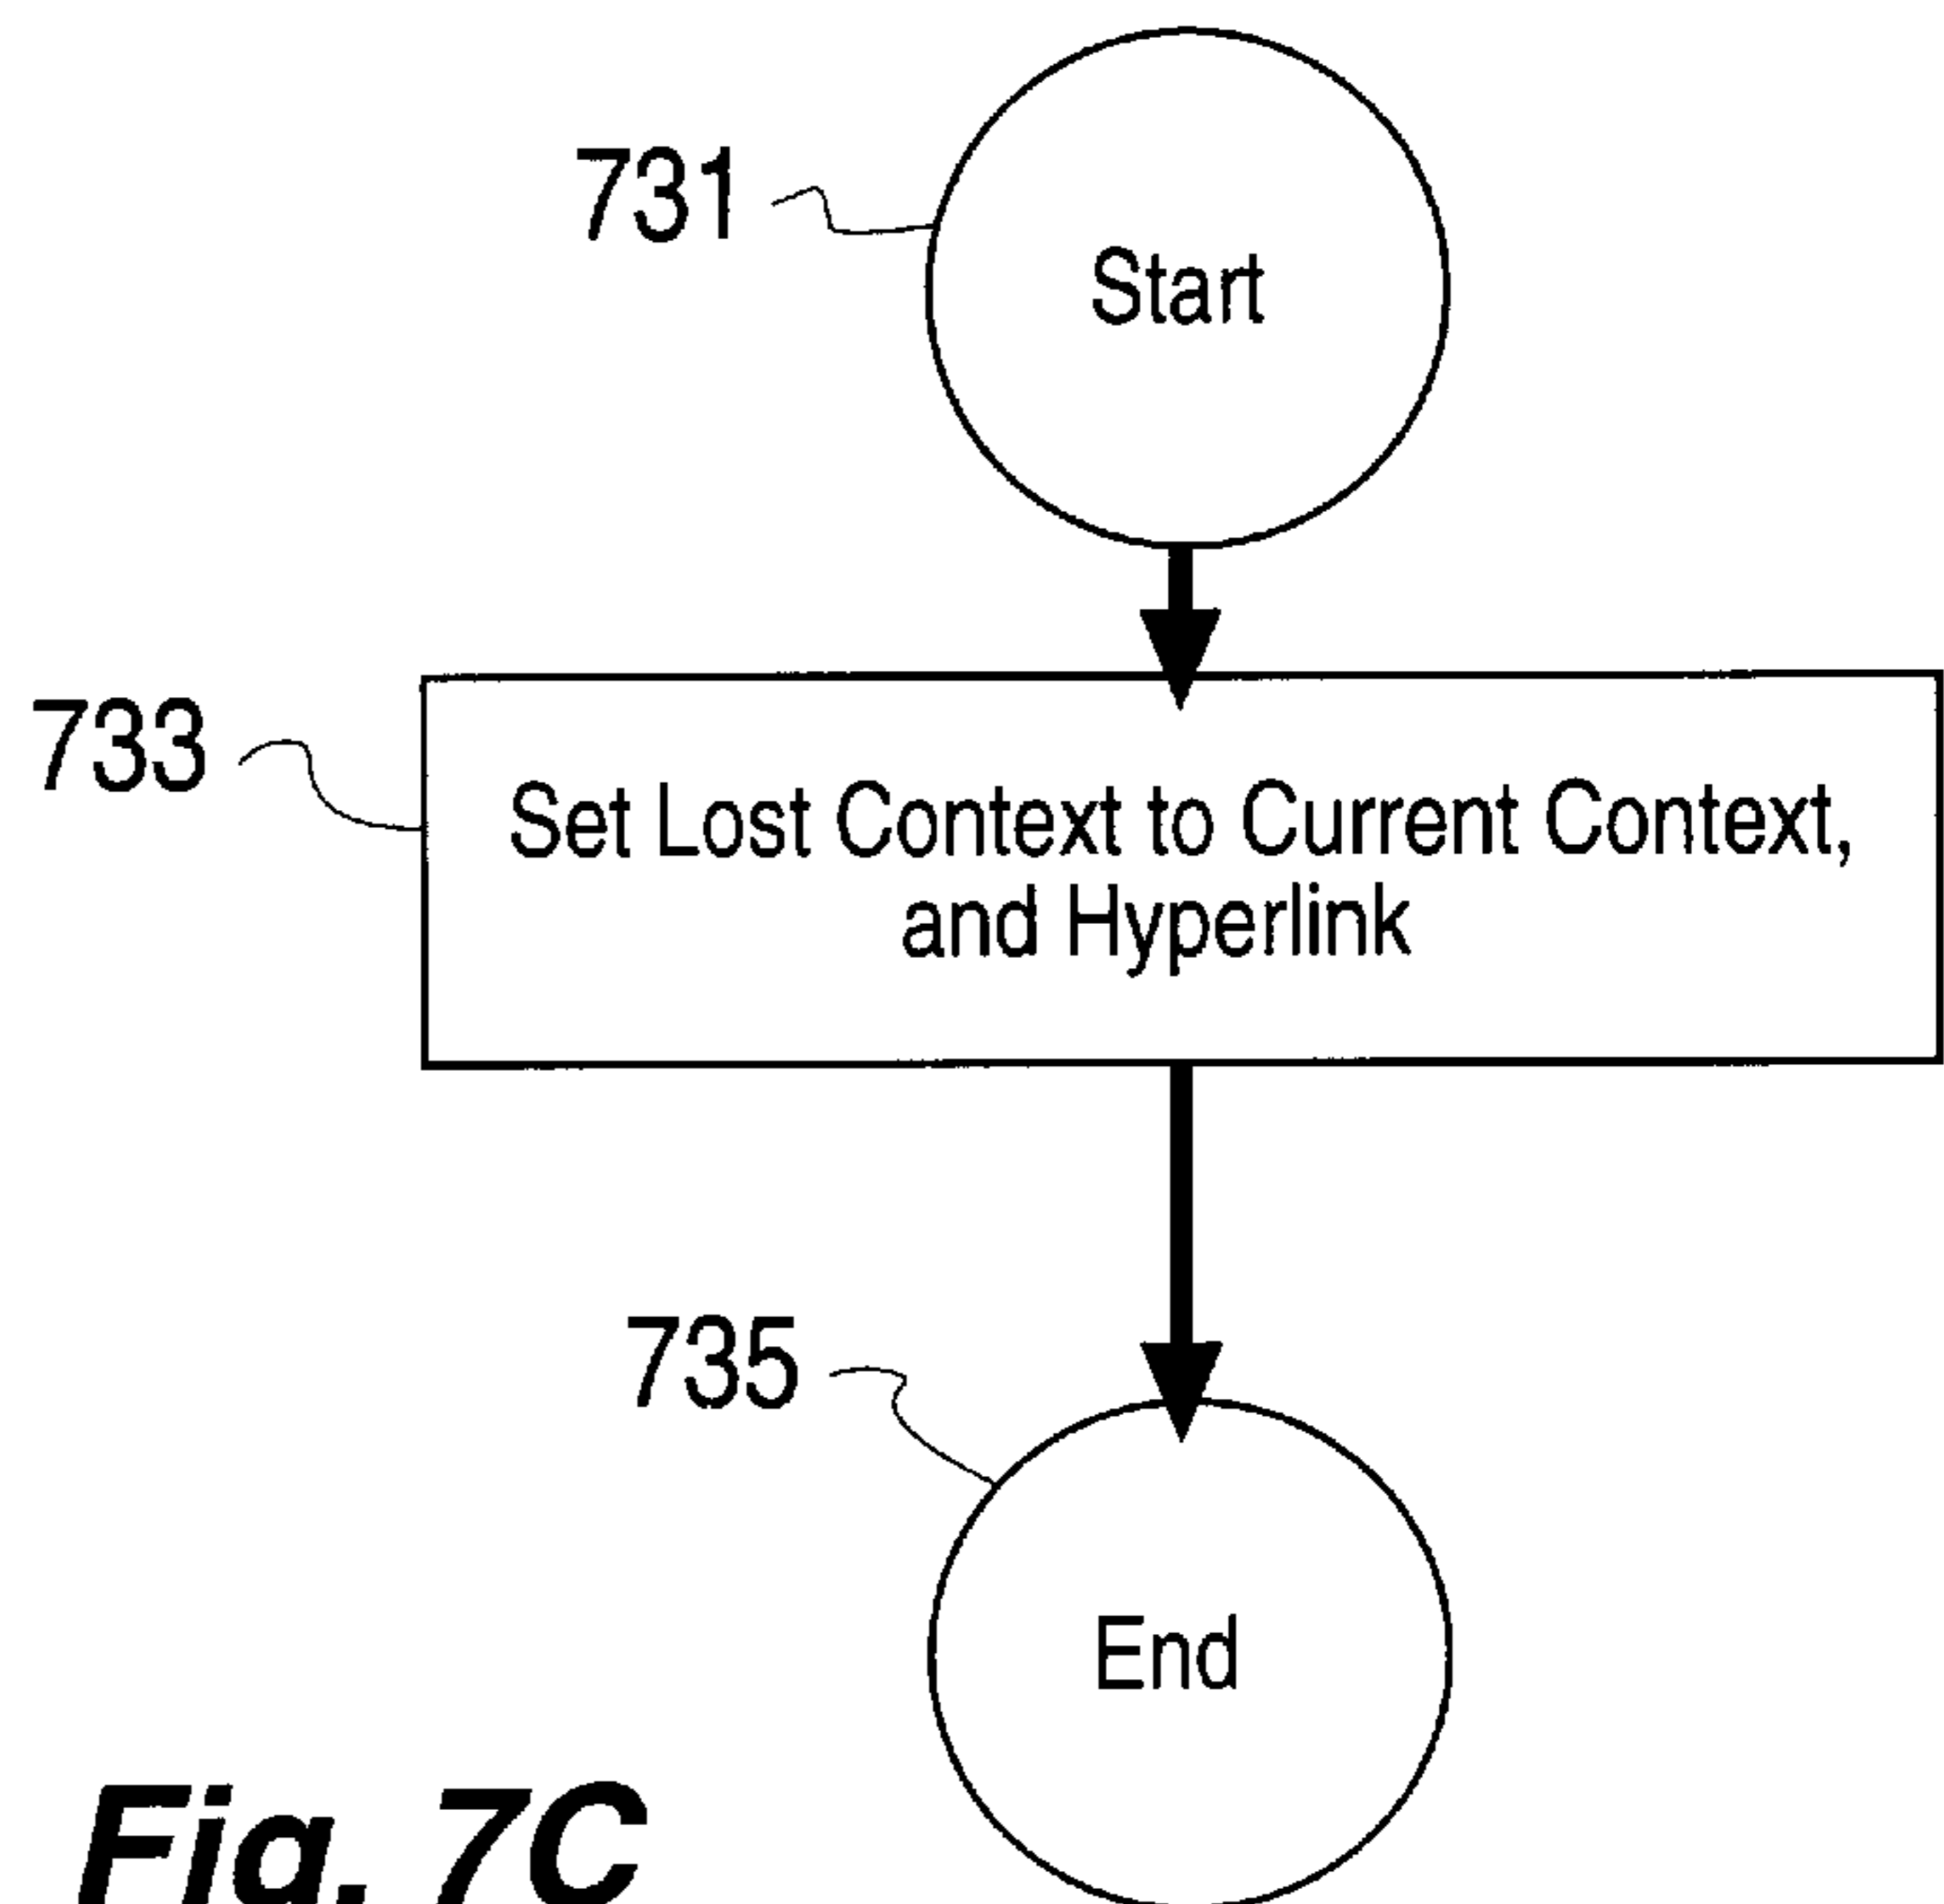 731
Start
733
Set Lost Context to Current Context,
and Hyperlink
735
End
Fig. 7C